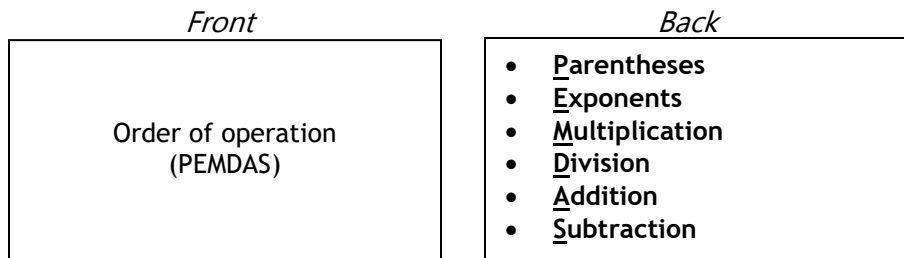 Front
Order of operation
(PEMDAS)
Back
• Parentheses
• Exponents
• Multiplication
• Division
• Addition
• Subtraction